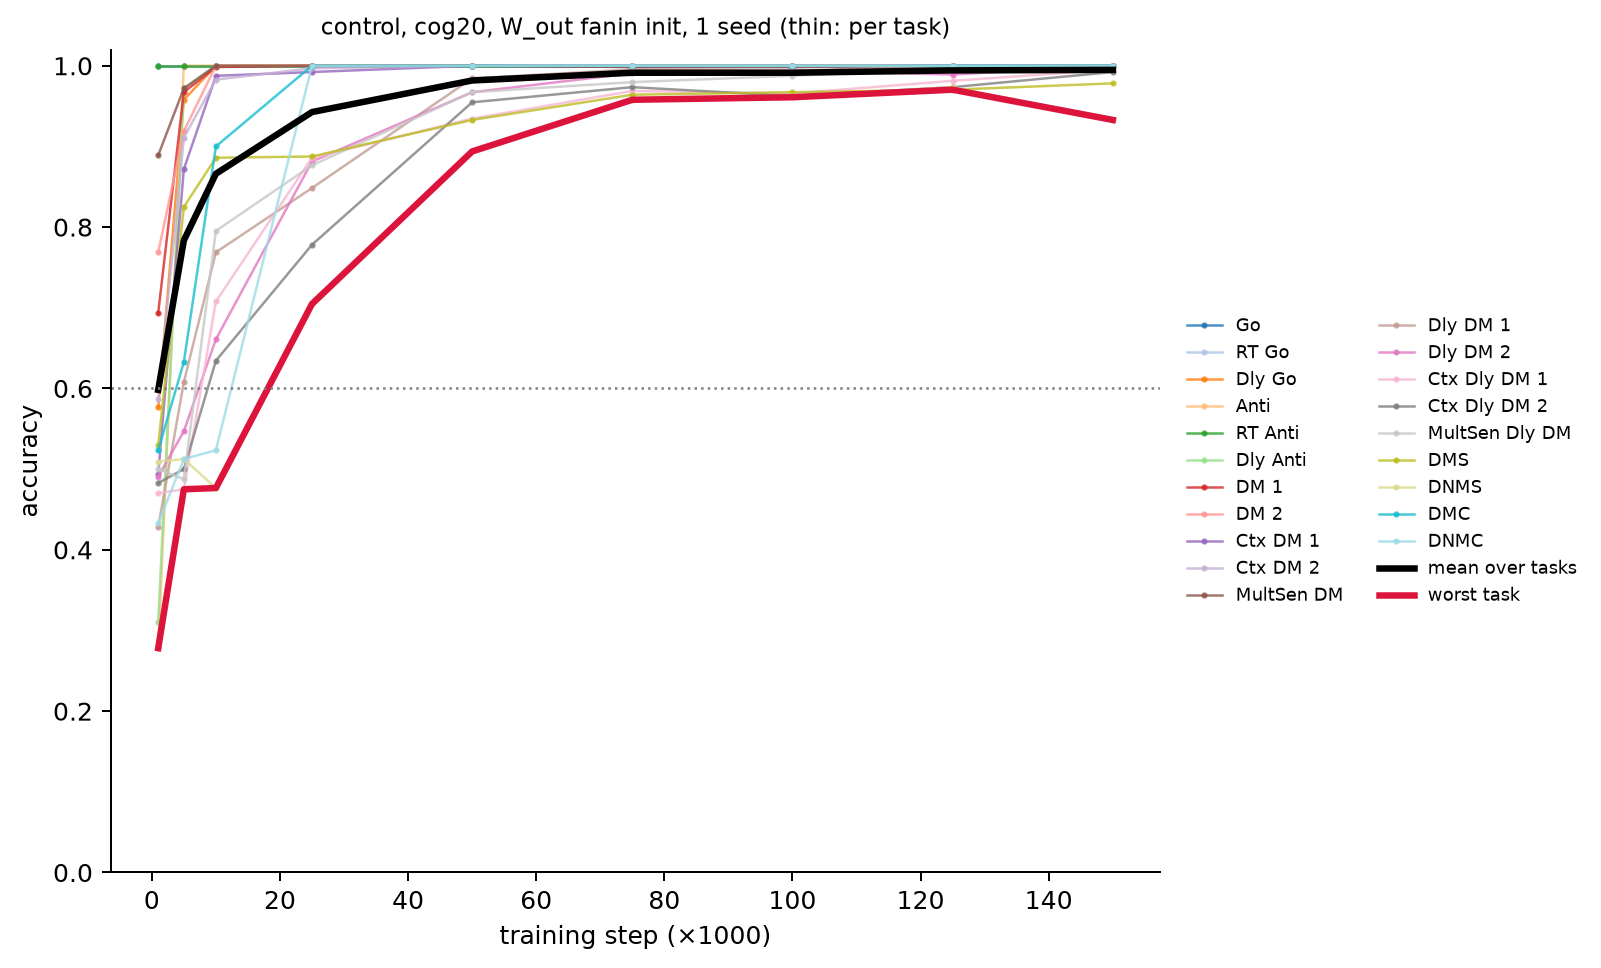 control, cog20, W_out fanin init, 1 seed (thin: per task)
1.0
0.8
0.6
0.4
0.2
0.0
accuracy
0
20
40
60
80
100
120
140
training step (×1000)
Go
RT Go
Dly Go
Anti
RT Anti
Dly Anti
DM 1
DM 2
Ctx DM 1
Ctx DM 2
MultSen DM
Dly DM 1
Dly DM 2
Ctx Dly DM 1
Ctx Dly DM 2
MultSen Dly DM
DMS
DNMS
DMC
DNMC
mean over tasks
worst task